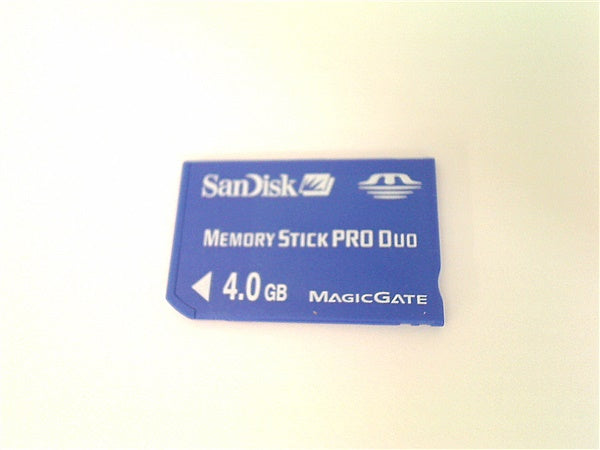 SanDisk
MEMORY STICK PRO DUO
4.0 GB MAGICGATE